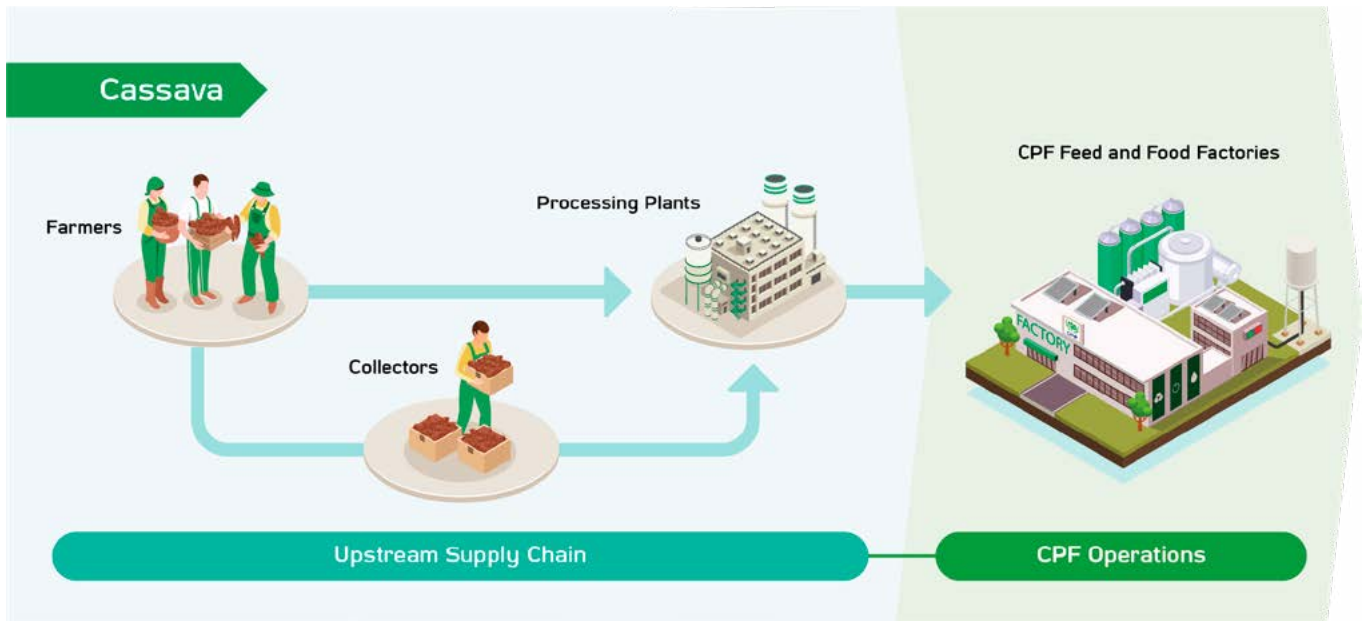 Cassava
Farmers
Collectors
Processing Plants
CPF Feed and Food Factories
FACTORY
Upstream Supply Chain
CPF Operations